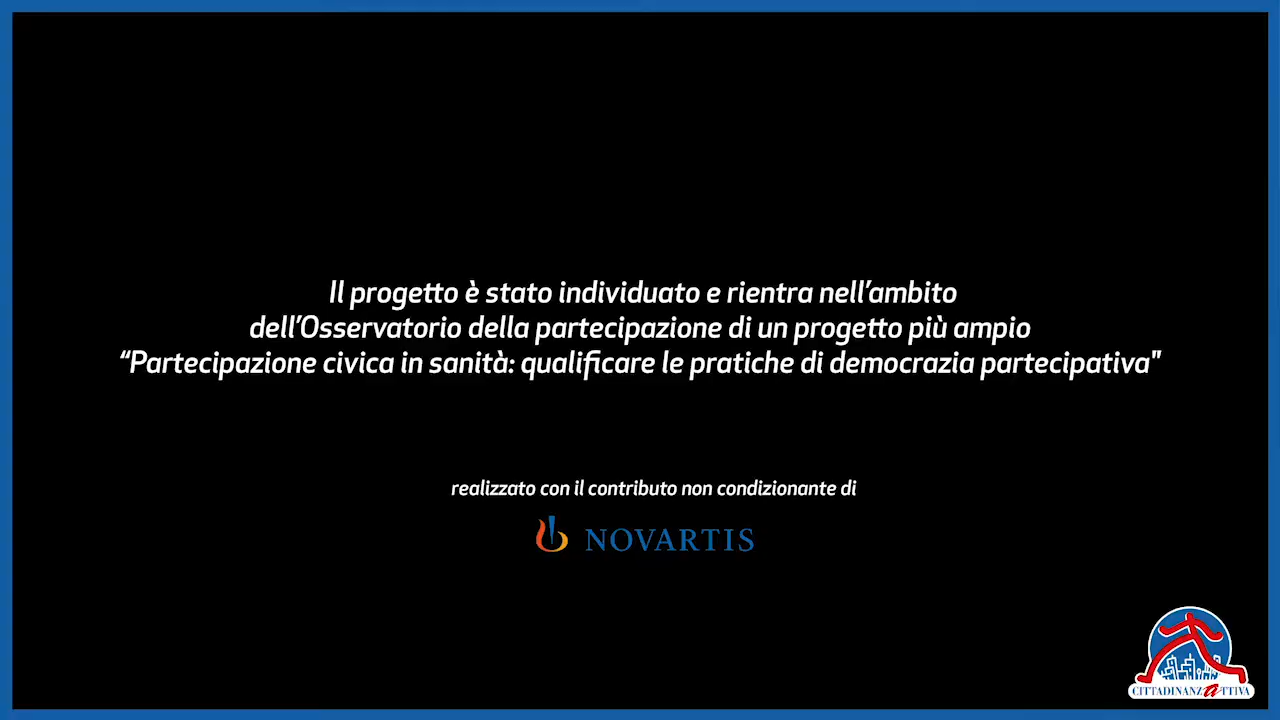 Il progetto è stato individuato e rientra nell’ambito
dell’Osservatorio della partecipazione di un progetto più ampio
“Partecipazione civica in sanità: qualificare le pratiche di democrazia partecipativa"
realizzato con il contributo non condizionante di
NOVARTIS
CITTADINANZATTIVA